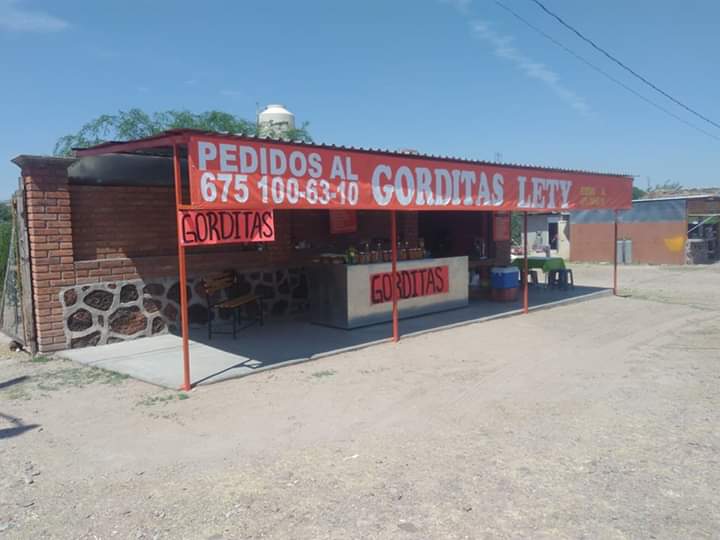 PEDIDOS AL
675 100-63-10
GORDITAS LETY
GORDITAS
GORDITAS